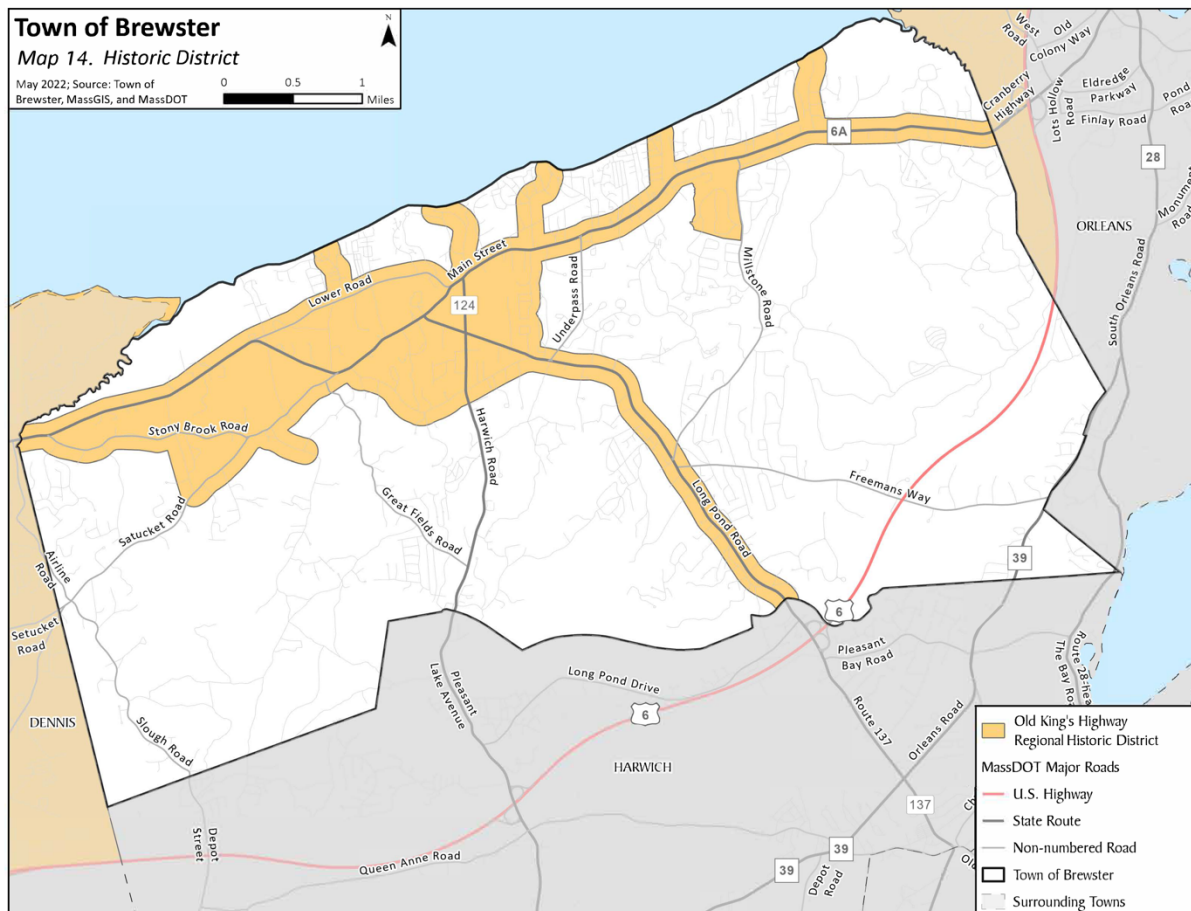 Town of Brewster
Map 14. Historic District
May 2022; Source: Town of
Brewster, MassGIS, and MassDOT
N
0
0.5
1
Miles
West
Road
Old
Colony Way
Cranberry
Highway
Lots Hollow
Road
Eldredge
Parkway
Finlay Road
Pond
28
6A
Monument
Road
ORLEANS
South Orleans Road
Main Street
Lower Road
124
Underpass Road
Millstone Road
Stony Brook Road
Harwich Road
Great Fields Road
Satucket Road
Long Pond Road
Freemans Way
Airline
Road
Setucket
Road
39
6
DENNIS
Slough Road
Pleasant
Lake Avenue
Long Pond Drive
6
Pleasant
Bay Road
Route 137
Orleans Road
The Bay Road
HARWICH
137
Depot
Street
Queen Anne Road
39
39
Depot
Road
Old King's Highway
Regional Historic District
MassDOT Major Roads
U.S. Highway
State Route
Non-numbered Road
Town of Brewster
Surrounding Towns